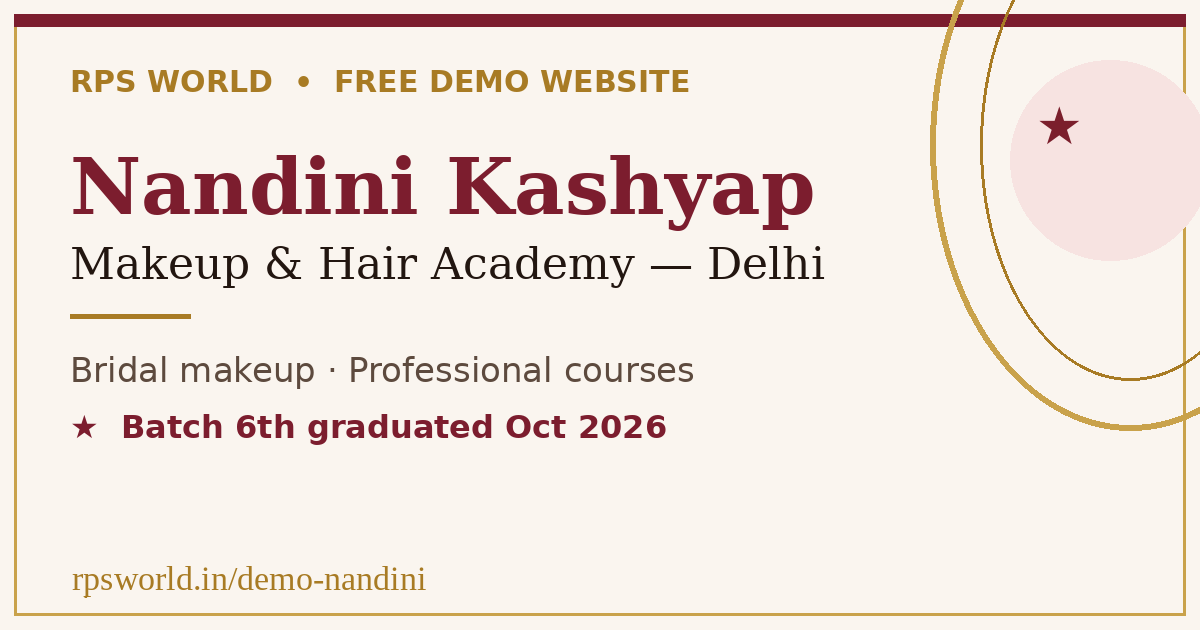 RPS WORLD • FREE DEMO WEBSITE
Nandini Kashyap
Makeup & Hair Academy — Delhi
Bridal makeup · Professional courses
★ Batch 6th graduated Oct 2026
rpsworld.in/demo-nandini